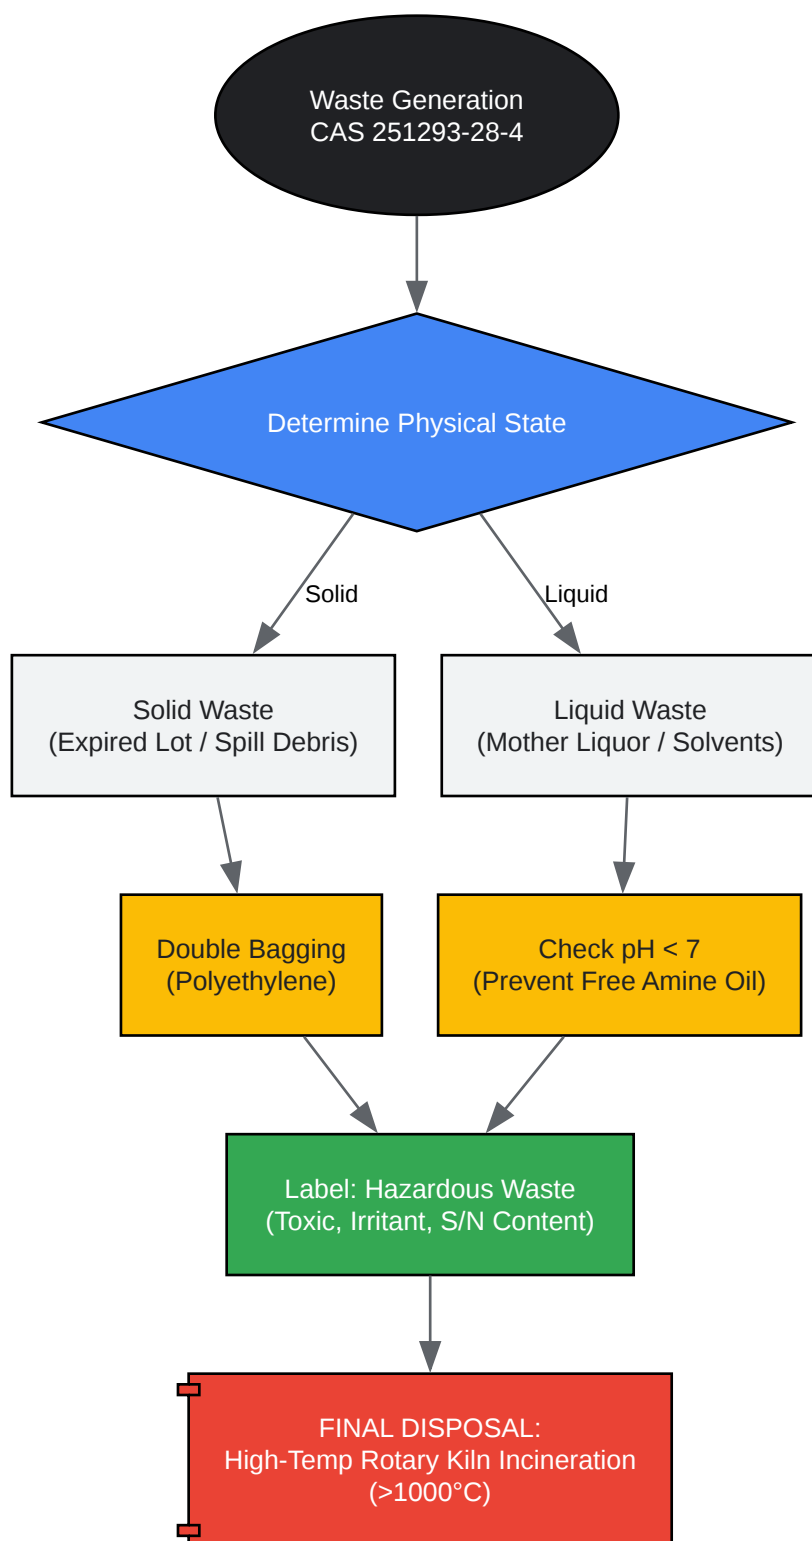 Waste Generation
CAS 251293-28-4
Determine Physical State
Solid
Liquid
Solid Waste
(Expired Lot / Spill Debris)
Liquid Waste
(Mother Liquor / Solvents)
Double Bagging
(Polyethylene)
Check pH < 7
(Prevent Free Amine Oil)
Label: Hazardous Waste
(Toxic, Irritant, S/N Content)
FINAL DISPOSAL:
High-Temp Rotary Kiln Incineration
(>1000°C)